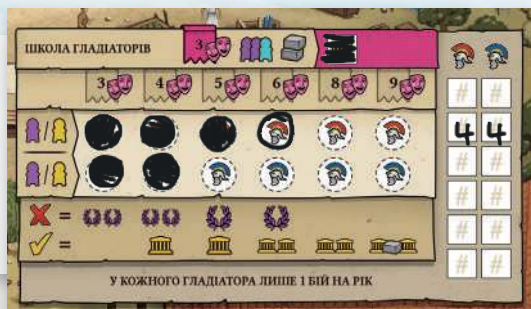 ШКОЛА ГЛАДІАТОРІВ 3
3 4 5 6 8 9
# #
4 4
/ # #
/ # #
= # #
= # #
# #
У КОЖНОГО ГЛАДІАТОРА ЛИШЕ 1 БІЙ НА РІК